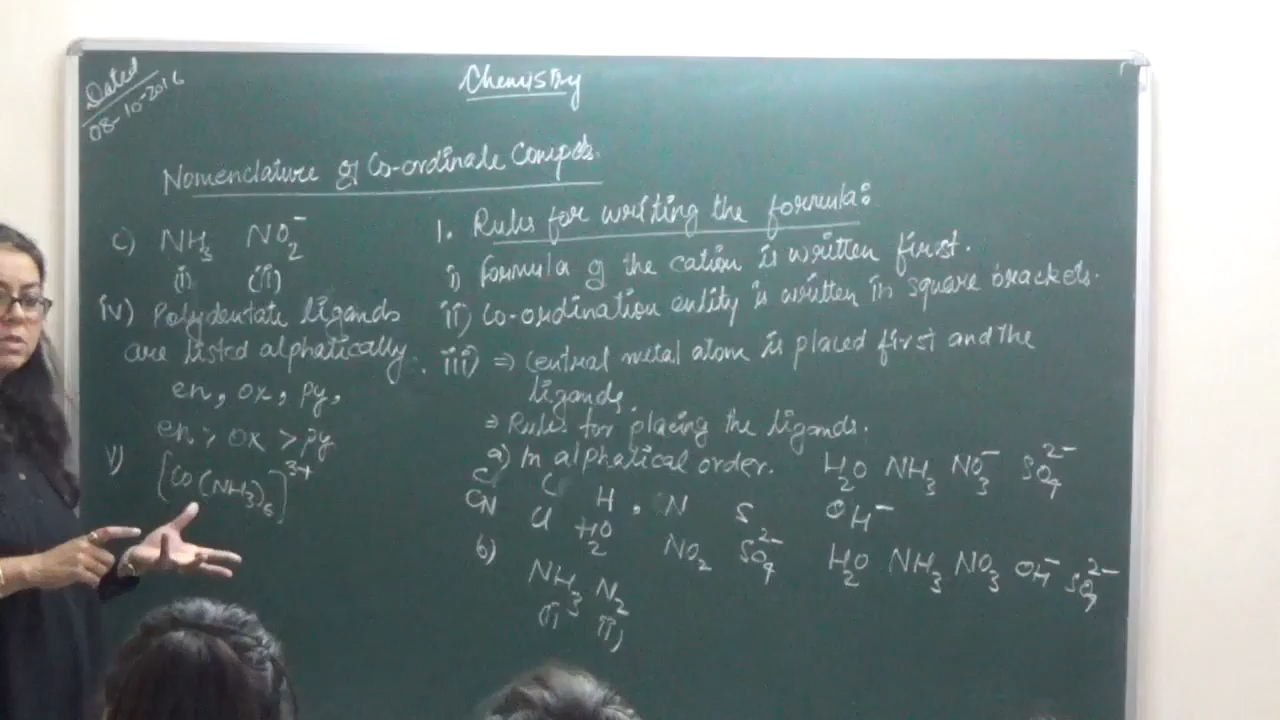 Dated
08-10-2016
Chemistry
Nomenclature of Co-ordinate Compds.
c) NH₃ NO₂⁻
(i) (ii)
iv) Polydentate ligands
are listed alphatically.
en, ox, py,
en > ox > py
v) [Co(NH₃)₆]³⁺
1. Rules for writing the formula:
i) formula of the cation is written first.
ii) Co-ordination entity is written in square brackets.
iii) ⇒ Central metal atom is placed first and the
ligands
⇒ Rules for placing the ligands.
a) In alphatical order. H₂O NH₃ NO₃⁻ SO₄²⁻
C C H , N S OH⁻
CN Cl H₂O NO₂ SO₄²⁻
b) NH₃ N₂ H₂O NH₃ NO₃ OH⁻ SO₄²⁻
(i) ii)